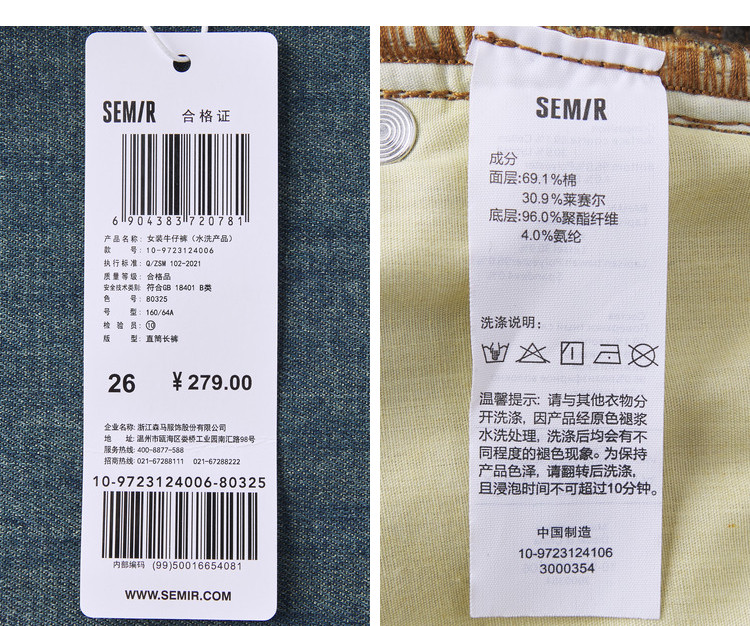 SEMIR 合格证
6 904383 720781
产品名称: 女装牛仔裤（水洗产品）
款 号: 10-9723124006
执行标准: Q/ZSM 102-2021
质量等级: 合格品
安全技术类别: 符合GB 18401 B类
色 号: 80325
号 型: 160/64A
检 验 员: ⑩
版 型: 直筒长裤
26 ¥279.00
企业名称: 浙江森马服饰股份有限公司
地 址: 温州市瓯海区娄桥工业园南汇路98号
服务热线: 400-8877-588
招商热线: 021-67288111 021-67288222
10-9723124006-80325
内部编码 (99)50016654081
WWW.SEMIR.COM
SEMIR
成分
面层:69.1%棉
30.9%莱赛尔
底层:96.0%聚酯纤维
4.0%氨纶
洗涤说明:
温馨提示: 请与其他衣物分
开洗涤, 因产品经原色褪浆
水洗处理, 洗涤后均会有不
同程度的褪色现象。为保持
产品色泽, 请翻转后洗涤,
且浸泡时间不可超过10分钟。
中国制造
10-9723124106
3000354